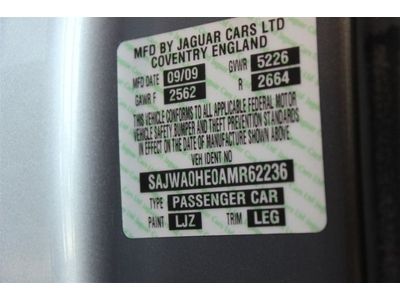 MFD BY JAGUAR CARS LTD
COVENTRY ENGLAND
MFD DATE 09/09 GVWR 5226
GAWR F 2562 R 2664
THIS VEHICLE CONFORMS TO ALL APPLICABLE FEDERAL MOTOR
VEHICLE SAFETY, BUMPER AND THEFT PREVENTION STANDARDS
IN EFFECT ON THE DATE OF MANUFACTURE SHOWN ABOVE.
VEH IDENT NO
SAJWA0HE0AMR62236
TYPE PASSENGER CAR
PAINT LJZ TRIM LEG